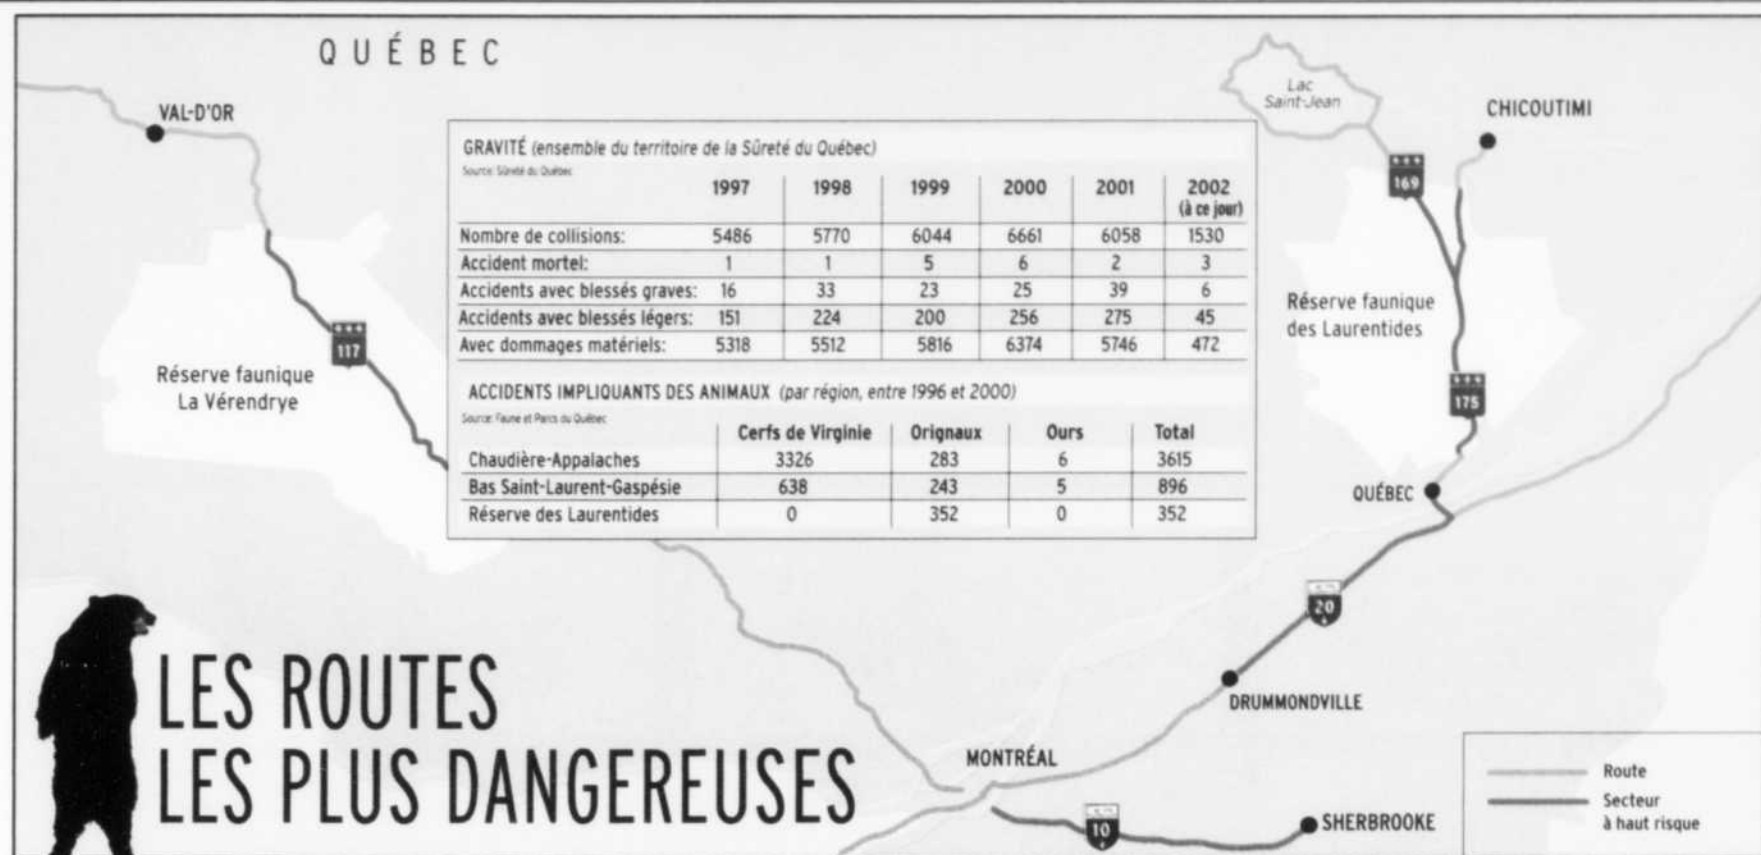 QUÉBEC
VAL-D'OR
Lac
Saint-Jean
CHICOUTIMI
169
GRAVITÉ (ensemble du territoire de la Sûreté du Québec)
Source: Sûreté du Québec
1997 1998 1999 2000 2001 2002
(à ce jour)
Nombre de collisions: 5486 5770 6044 6661 6058 1530
Accident mortel: 1 1 5 6 2 3
Accidents avec blessés graves: 16 33 23 25 39 6
Accidents avec blessés légers: 151 224 200 256 275 45
Avec dommages matériels: 5318 5512 5816 6374 5746 472
ACCIDENTS IMPLIQUANTS DES ANIMAUX (par région, entre 1996 et 2000)
Source: Faune et Parcs du Québec
Cerfs de Virginie Orignaux Ours Total
Chaudière-Appalaches 3326 283 6 3615
Bas Saint-Laurent-Gaspésie 638 243 5 896
Réserve des Laurentides 0 352 0 352
117
Réserve faunique
La Vérendrye
Réserve faunique
des Laurentides
175
QUÉBEC
20
DRUMMONDVILLE
MONTRÉAL
10
SHERBROOKE
LES ROUTES
LES PLUS DANGEREUSES
Route
Secteur
à haut risque